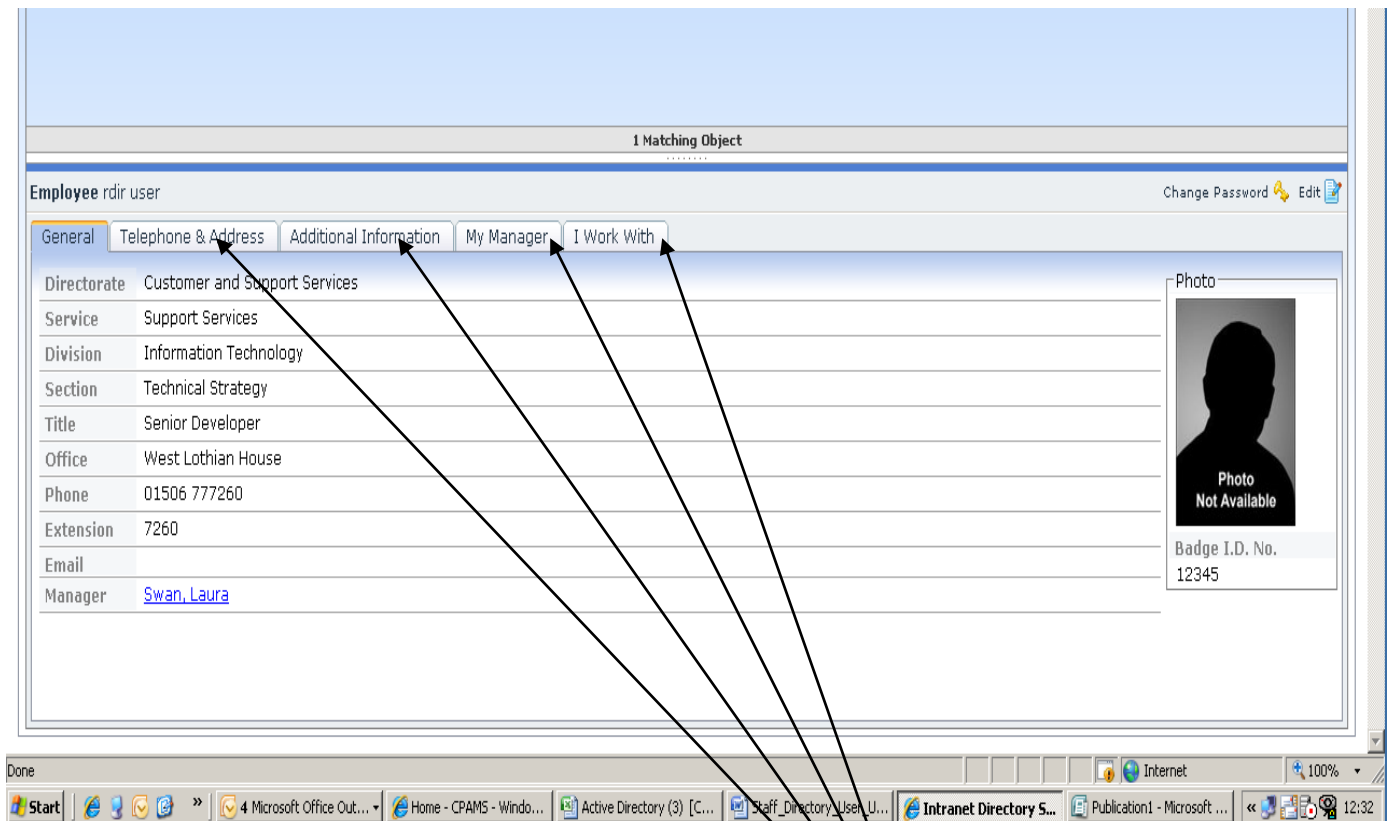 1 Matching Object
Employee rdir user Change Password Edit
General Telephone & Address Additional Information My Manager I Work With
Directorate Customer and Support Services
Service Support Services
Division Information Technology
Section Technical Strategy
Title Senior Developer
Office West Lothian House
Phone 01506 777260
Extension 7260
Email
Manager Swan, Laura
Photo
Photo
Not Available
Badge I.D. No.
12345
Done Internet 100%
Start » 4 Microsoft Office Out... Home - CPAMS - Windo... Active Directory (3) [C... Staff_Directory_User_U... Intranet Directory S... Publication1 - Microsoft ... « 12:32